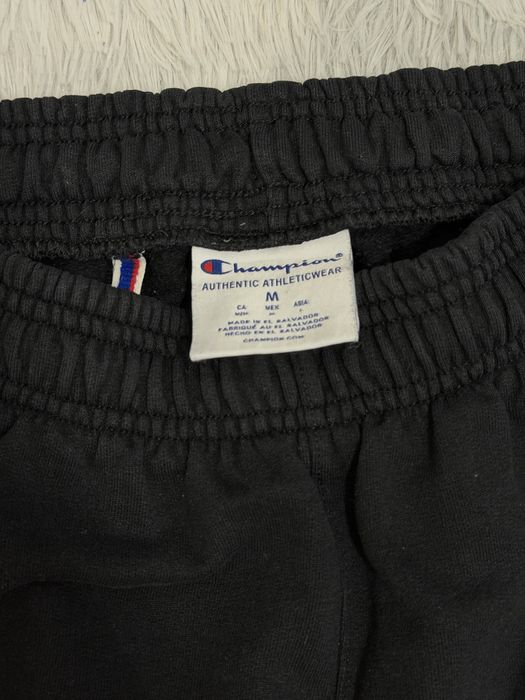 Champion®
AUTHENTIC ATHLETICWEAR
M
CA MEX ASIA
MADE IN EL SALVADOR
FABRIQUÉ AU EL SALVADOR
HECHO EN EL SALVADOR
CHAMPION.COM